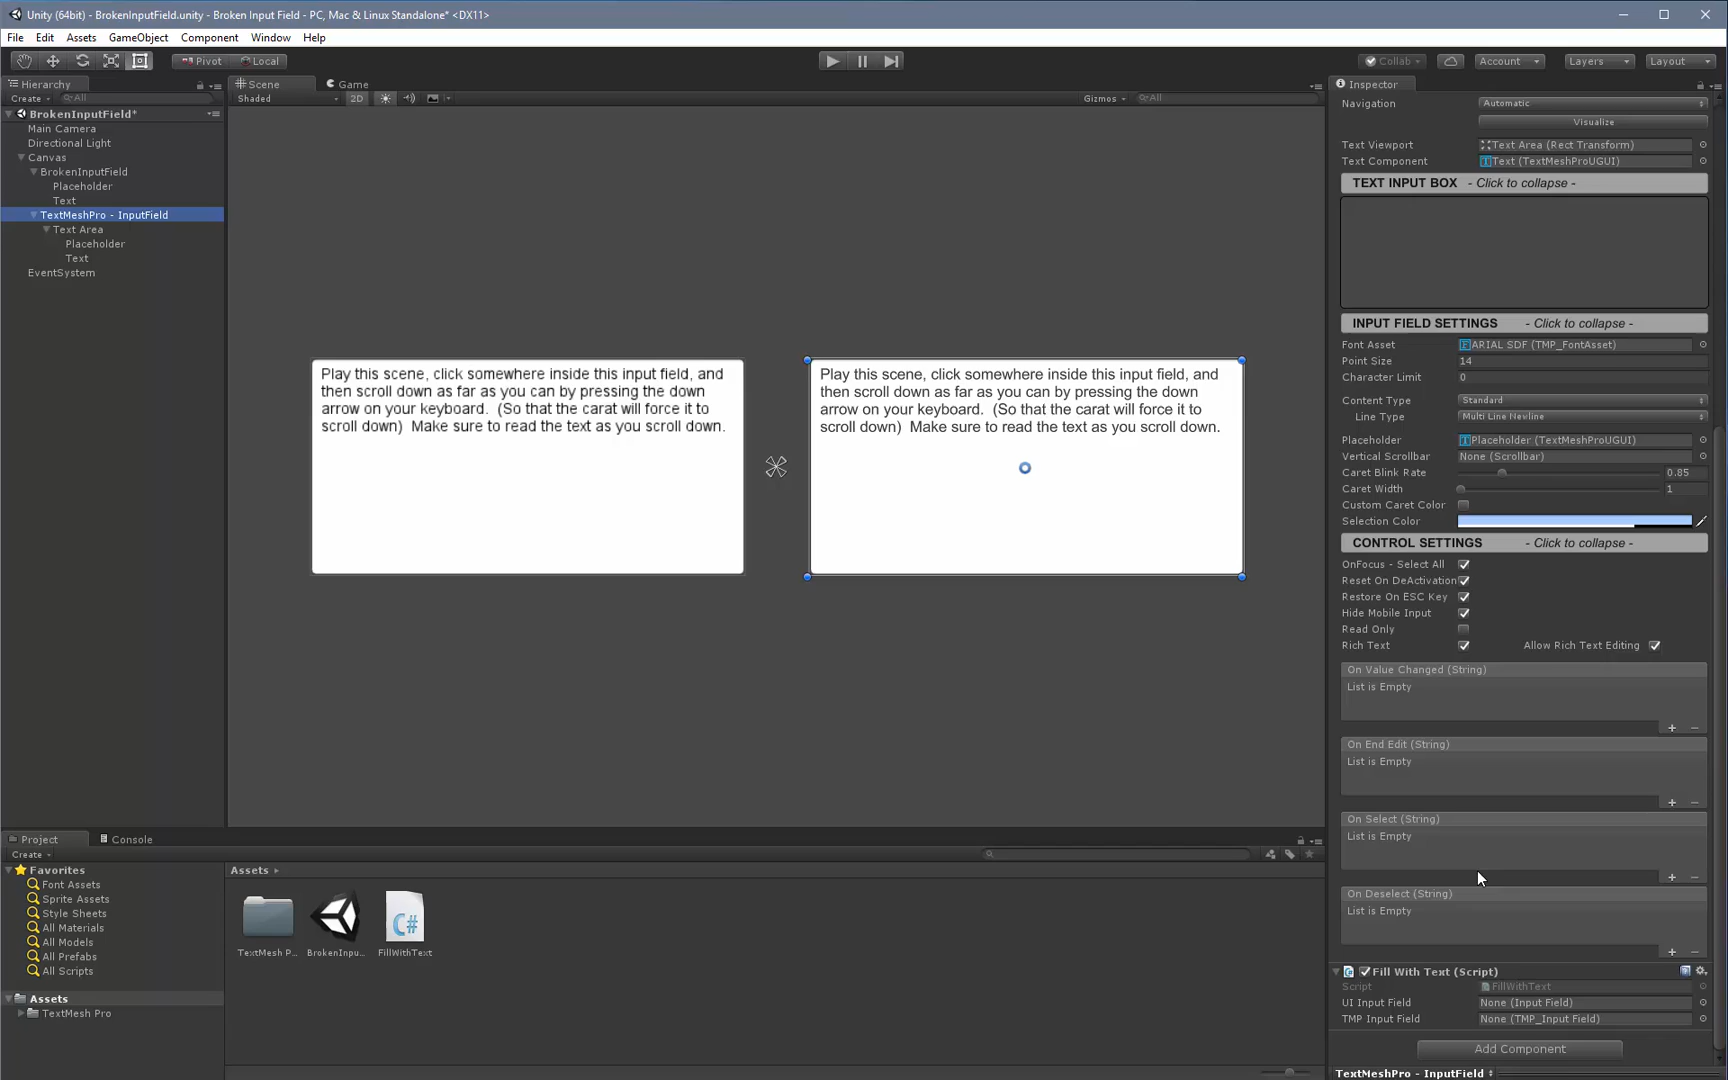 Unity (64bit) - BrokenInputField.unity - Broken Input Field - PC, Mac & Linux Standalone* <DX11>
File Edit Assets GameObject Component Window Help
Pivot Local
Collab Account Layers Layout
Hierarchy
Create All
BrokenInputField*
Main Camera
Directional Light
Canvas
BrokenInputField
Placeholder
Text
TextMeshPro - InputField
Text Area
Placeholder
Text
EventSystem
Scene Game
Shaded 2D Gizmos All
Play this scene, click somewhere inside this input field, and
then scroll down as far as you can by pressing the down
arrow on your keyboard.  (So that the carat will force it to
scroll down)  Make sure to read the text as you scroll down.
Play this scene, click somewhere inside this input field, and
then scroll down as far as you can by pressing the down
arrow on your keyboard.  (So that the carat will force it to
scroll down)  Make sure to read the text as you scroll down.
Inspector
Navigation Automatic
Visualize
Text Viewport Text Area (Rect Transform)
Text Component Text (TextMeshProUGUI)
TEXT INPUT BOX - Click to collapse -
INPUT FIELD SETTINGS - Click to collapse -
Font Asset ARIAL SDF (TMP_FontAsset)
Point Size 14
Character Limit 0
Content Type Standard
Line Type Multi Line Newline
Placeholder Placeholder (TextMeshProUGUI)
Vertical Scrollbar None (Scrollbar)
Caret Blink Rate 0.85
Caret Width 1
Custom Caret Color
Selection Color
CONTROL SETTINGS - Click to collapse -
OnFocus - Select All
Reset On DeActivation
Restore On ESC Key
Hide Mobile Input
Read Only
Rich Text Allow Rich Text Editing
On Value Changed (String)
List is Empty
On End Edit (String)
List is Empty
On Select (String)
List is Empty
On Deselect (String)
List is Empty
Fill With Text (Script)
Script FillWithText
UI Input Field None (Input Field)
TMP Input Field None (TMP_Input Field)
Add Component
TextMeshPro - InputField
Project Console
Create
Favorites
Font Assets
Sprite Assets
Style Sheets
All Materials
All Models
All Prefabs
All Scripts
Assets
TextMesh Pro
Assets
TextMesh P... BrokenInpu... FillWithText
C#